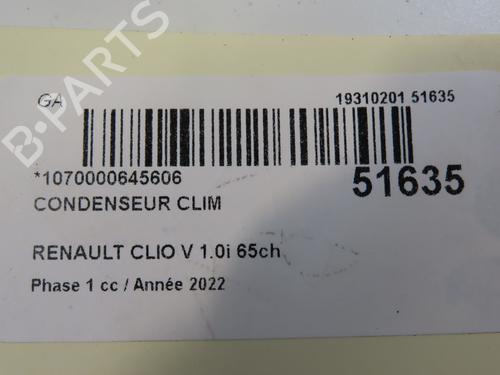 GA
19310201 51635
*1070000645606
51635
CONDENSEUR CLIM
RENAULT CLIO V 1.0i 65ch
Phase 1 cc / Année 2022
B-PARTS